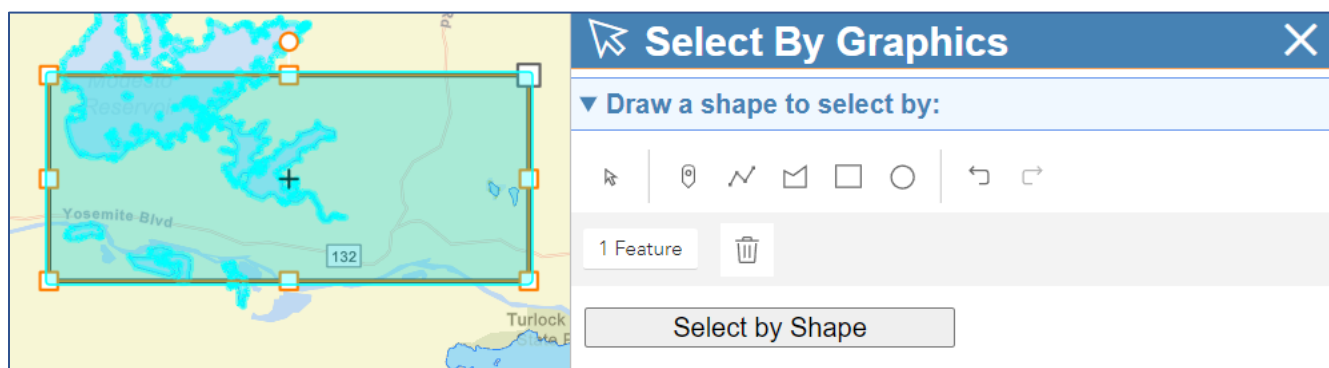 Modesto
Reservoir
Yosemite Blvd
132
Turlock
State
Select By Graphics
Draw a shape to select by:
1 Feature
Select by Shape